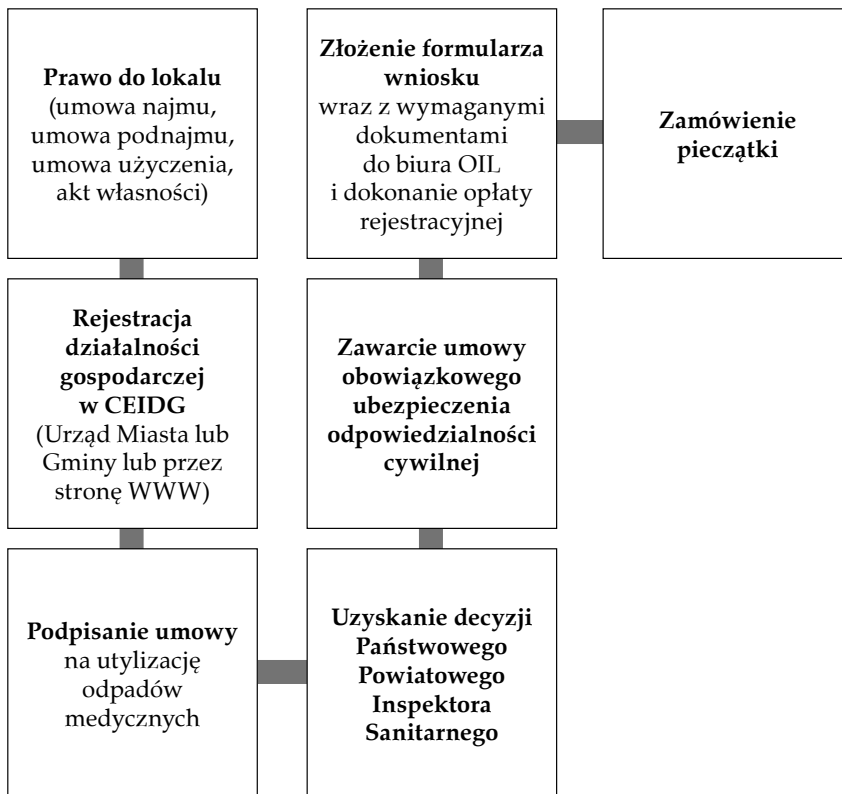 Prawo do lokalu
(umowa najmu,
umowa podnajmu,
umowa użyczenia,
akt własności)
Rejestracja
działalności
gospodarczej
w CEIDG
(Urząd Miasta lub
Gminy lub przez
stronę WWW)
Podpisanie umowy
na utylizację
odpadów
medycznych
Uzyskanie decyzji
Państwowego
Powiatowego
Inspektora
Sanitarnego
Zawarcie umowy
obowiązkowego
ubezpieczenia
odpowiedzialności
cywilnej
Złożenie formularza
wniosku
wraz z wymaganymi
dokumentami
do biura OIL
i dokonanie opłaty
rejestracyjnej
Zamówienie
pieczątki